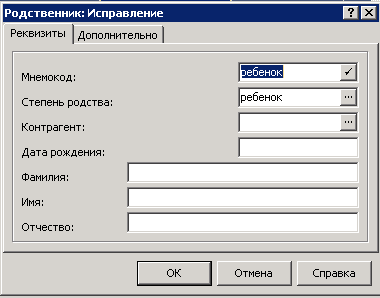 Родственник: Исправление
Реквизиты Дополнительно
Мнемокод: ребенок
Степень родства: ребенок
Контрагент:
Дата рождения:
Фамилия:
Имя:
Отчество:
ОК Отмена Справка